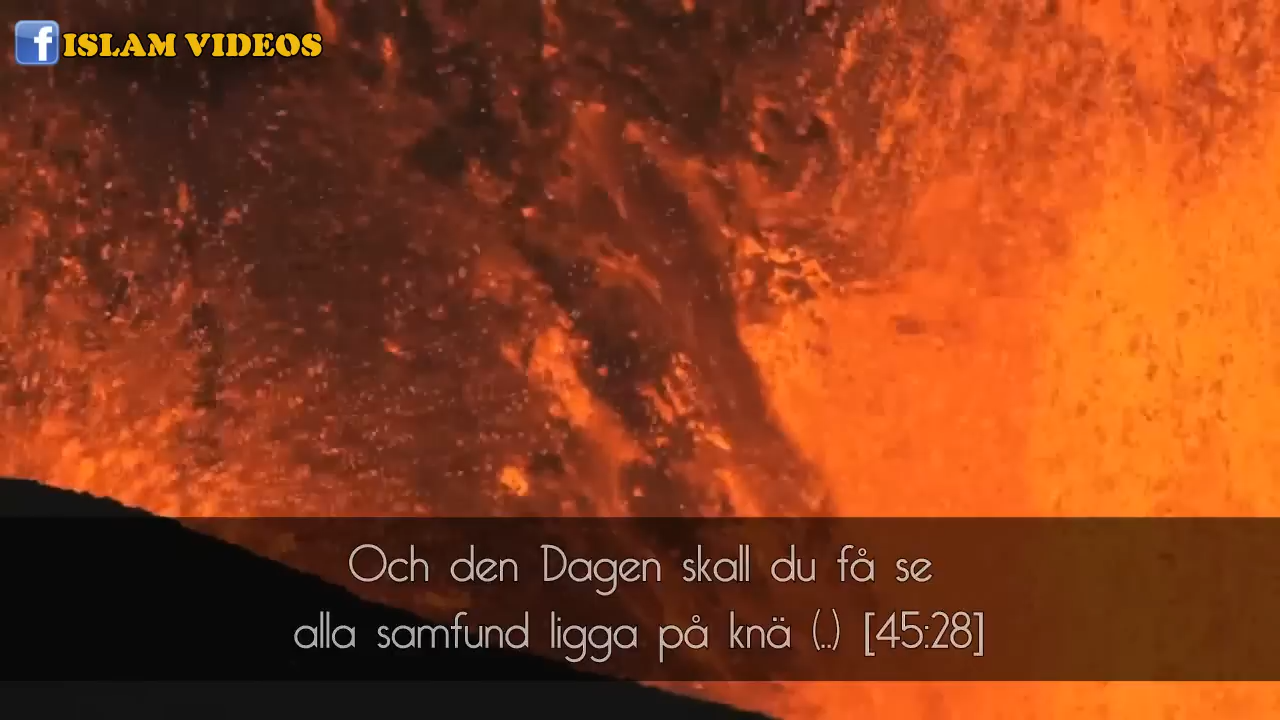 ISLAM VIDEOS
Och den Dagen skall du få se
alla samfund ligga på knä (..) [45:28]